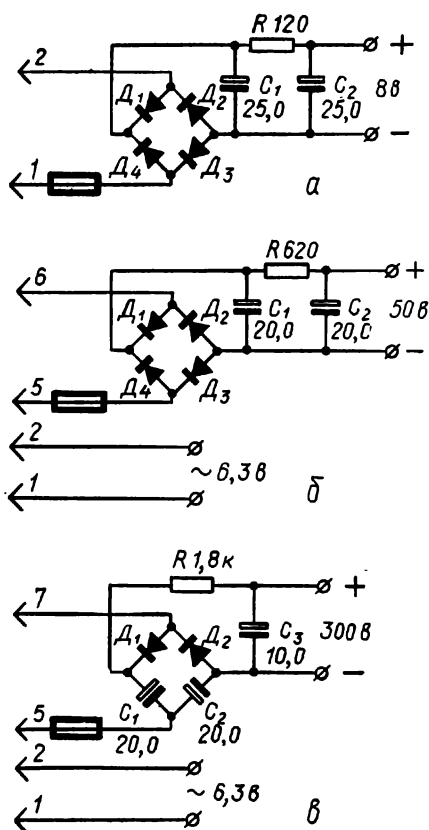 R 120
+
2
Д1 Д2
C1 C2 8в
25,0 25,0
−
1
Д4 Д3
а
R 620
+
6
Д1 Д2
C1 C2 50в
20,0 20,0
−
5
Д4 Д3
2
~ 6,3в
1
б
R 1,8к
+
7
Д1 Д2
C3 300в
10,0
−
5
C1 C2
20,0 20,0
2
~ 6,3в
1
в